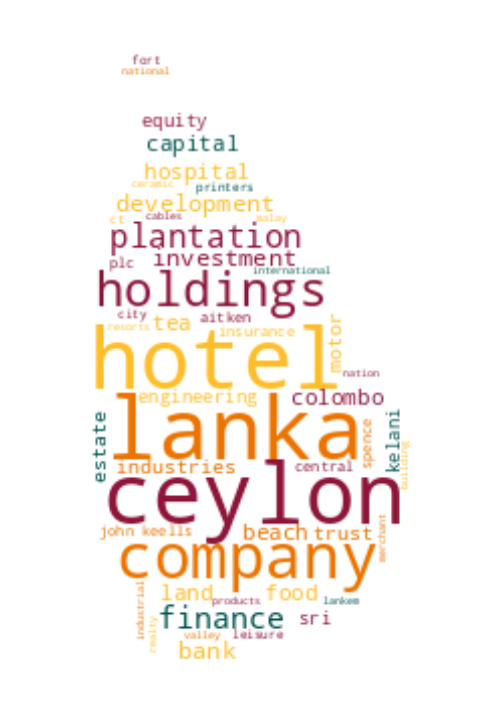 fort
national
equity
capital
hospital
ceramic printers
development
ct cables malay
plantation
plc investment
international
holdings
city tea aitken
resorts insurance
motor
hotel
nation
engineering colombo
lanka
estate
spence
kelani
building
industries central
ceylon
john keells beach trust
merchant
company
industrial
land products food lankem
finance sri
realty
valley leisure
bank